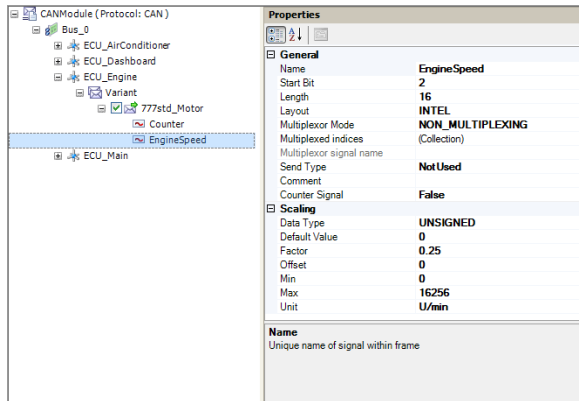 CANModule (Protocol: CAN )
Bus_0
ECU_AirConditioner
ECU_Dashboard
ECU_Engine
Variant
777std_Motor
Counter
EngineSpeed
ECU_Main
Properties
General
Name EngineSpeed
Start Bit 2
Length 16
Layout INTEL
Multiplexor Mode NON_MULTIPLEXING
Multiplexed indices (Collection)
Multiplexor signal name
Send Type NotUsed
Comment
Counter Signal False
Scaling
Data Type UNSIGNED
Default Value 0
Factor 0.25
Offset 0
Min 0
Max 16256
Unit U/min
Name
Unique name of signal within frame